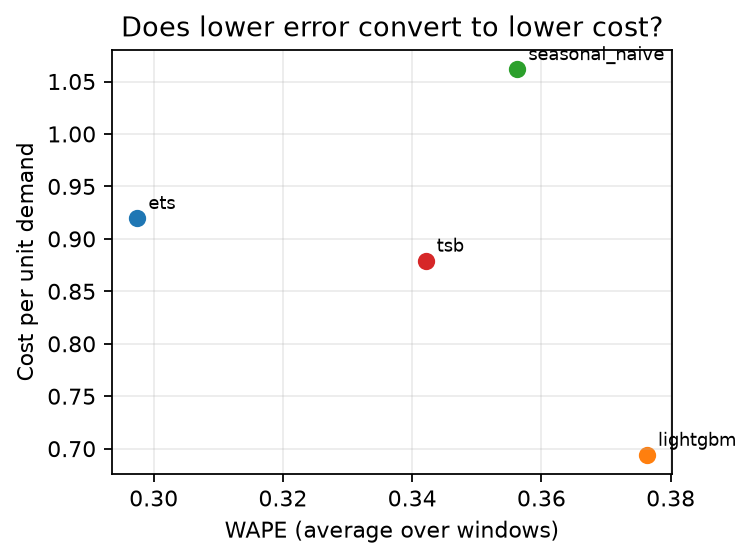 Does lower error convert to lower cost?
seasonal_naive
1.05
1.00
0.95
ets
0.90
tsb
0.85
0.80
0.75
lightgbm
0.70
Cost per unit demand
0.30 0.32 0.34 0.36 0.38
WAPE (average over windows)